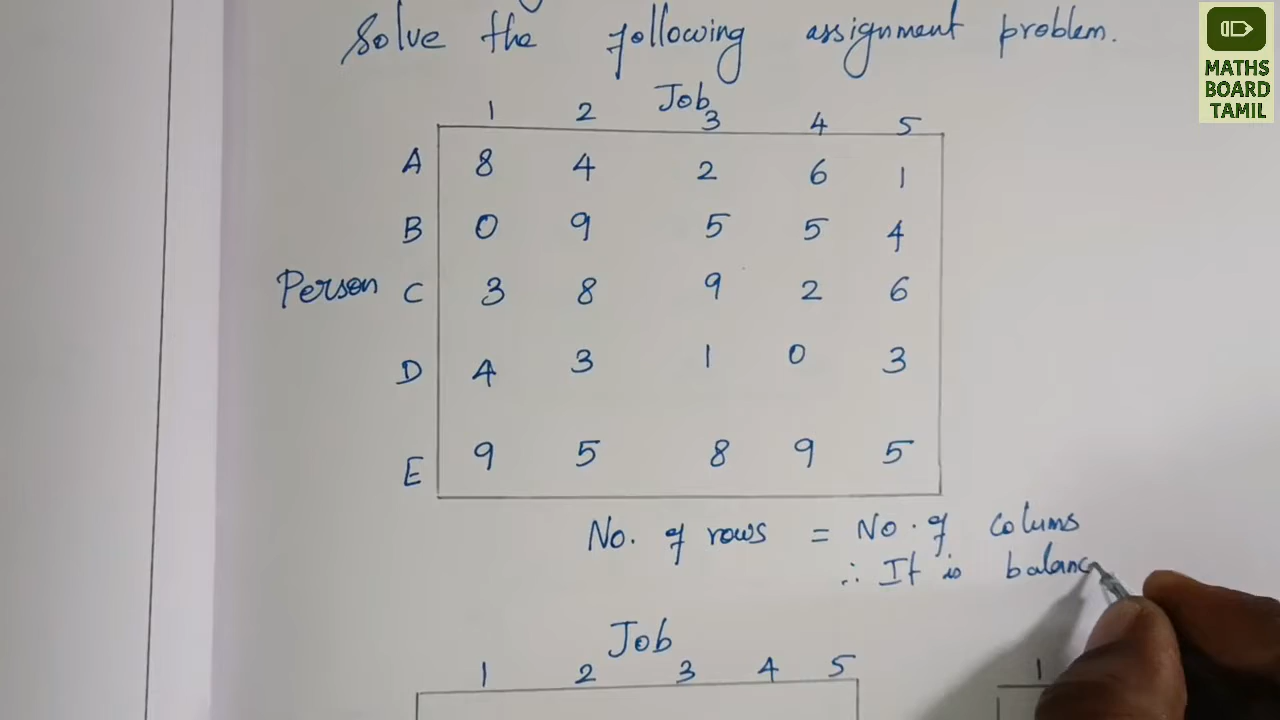 Solve the following assignment problem.
MATHS
BOARD
TAMIL
Job
1 2 3 4 5
A 8 4 2 6 1
B 0 9 5 5 4
Person C 3 8 9 2 6
D 4 3 1 0 3
E 9 5 8 9 5
No. of rows = No. of colums
∴ It is balanc
Job
1 2 3 4 5
1